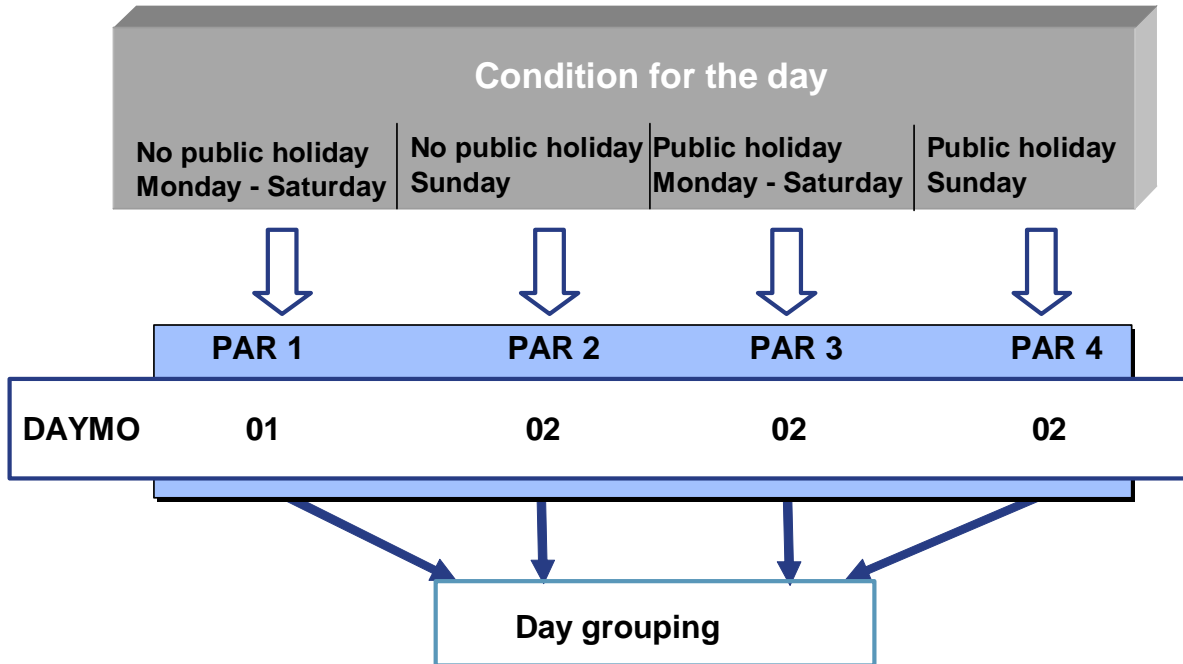 Condition for the day
No public holiday
Monday - Saturday
No public holiday
Sunday
Public holiday
Monday - Saturday
Public holiday
Sunday
PAR 1 PAR 2 PAR 3 PAR 4
DAYMO 01 02 02 02
Day grouping